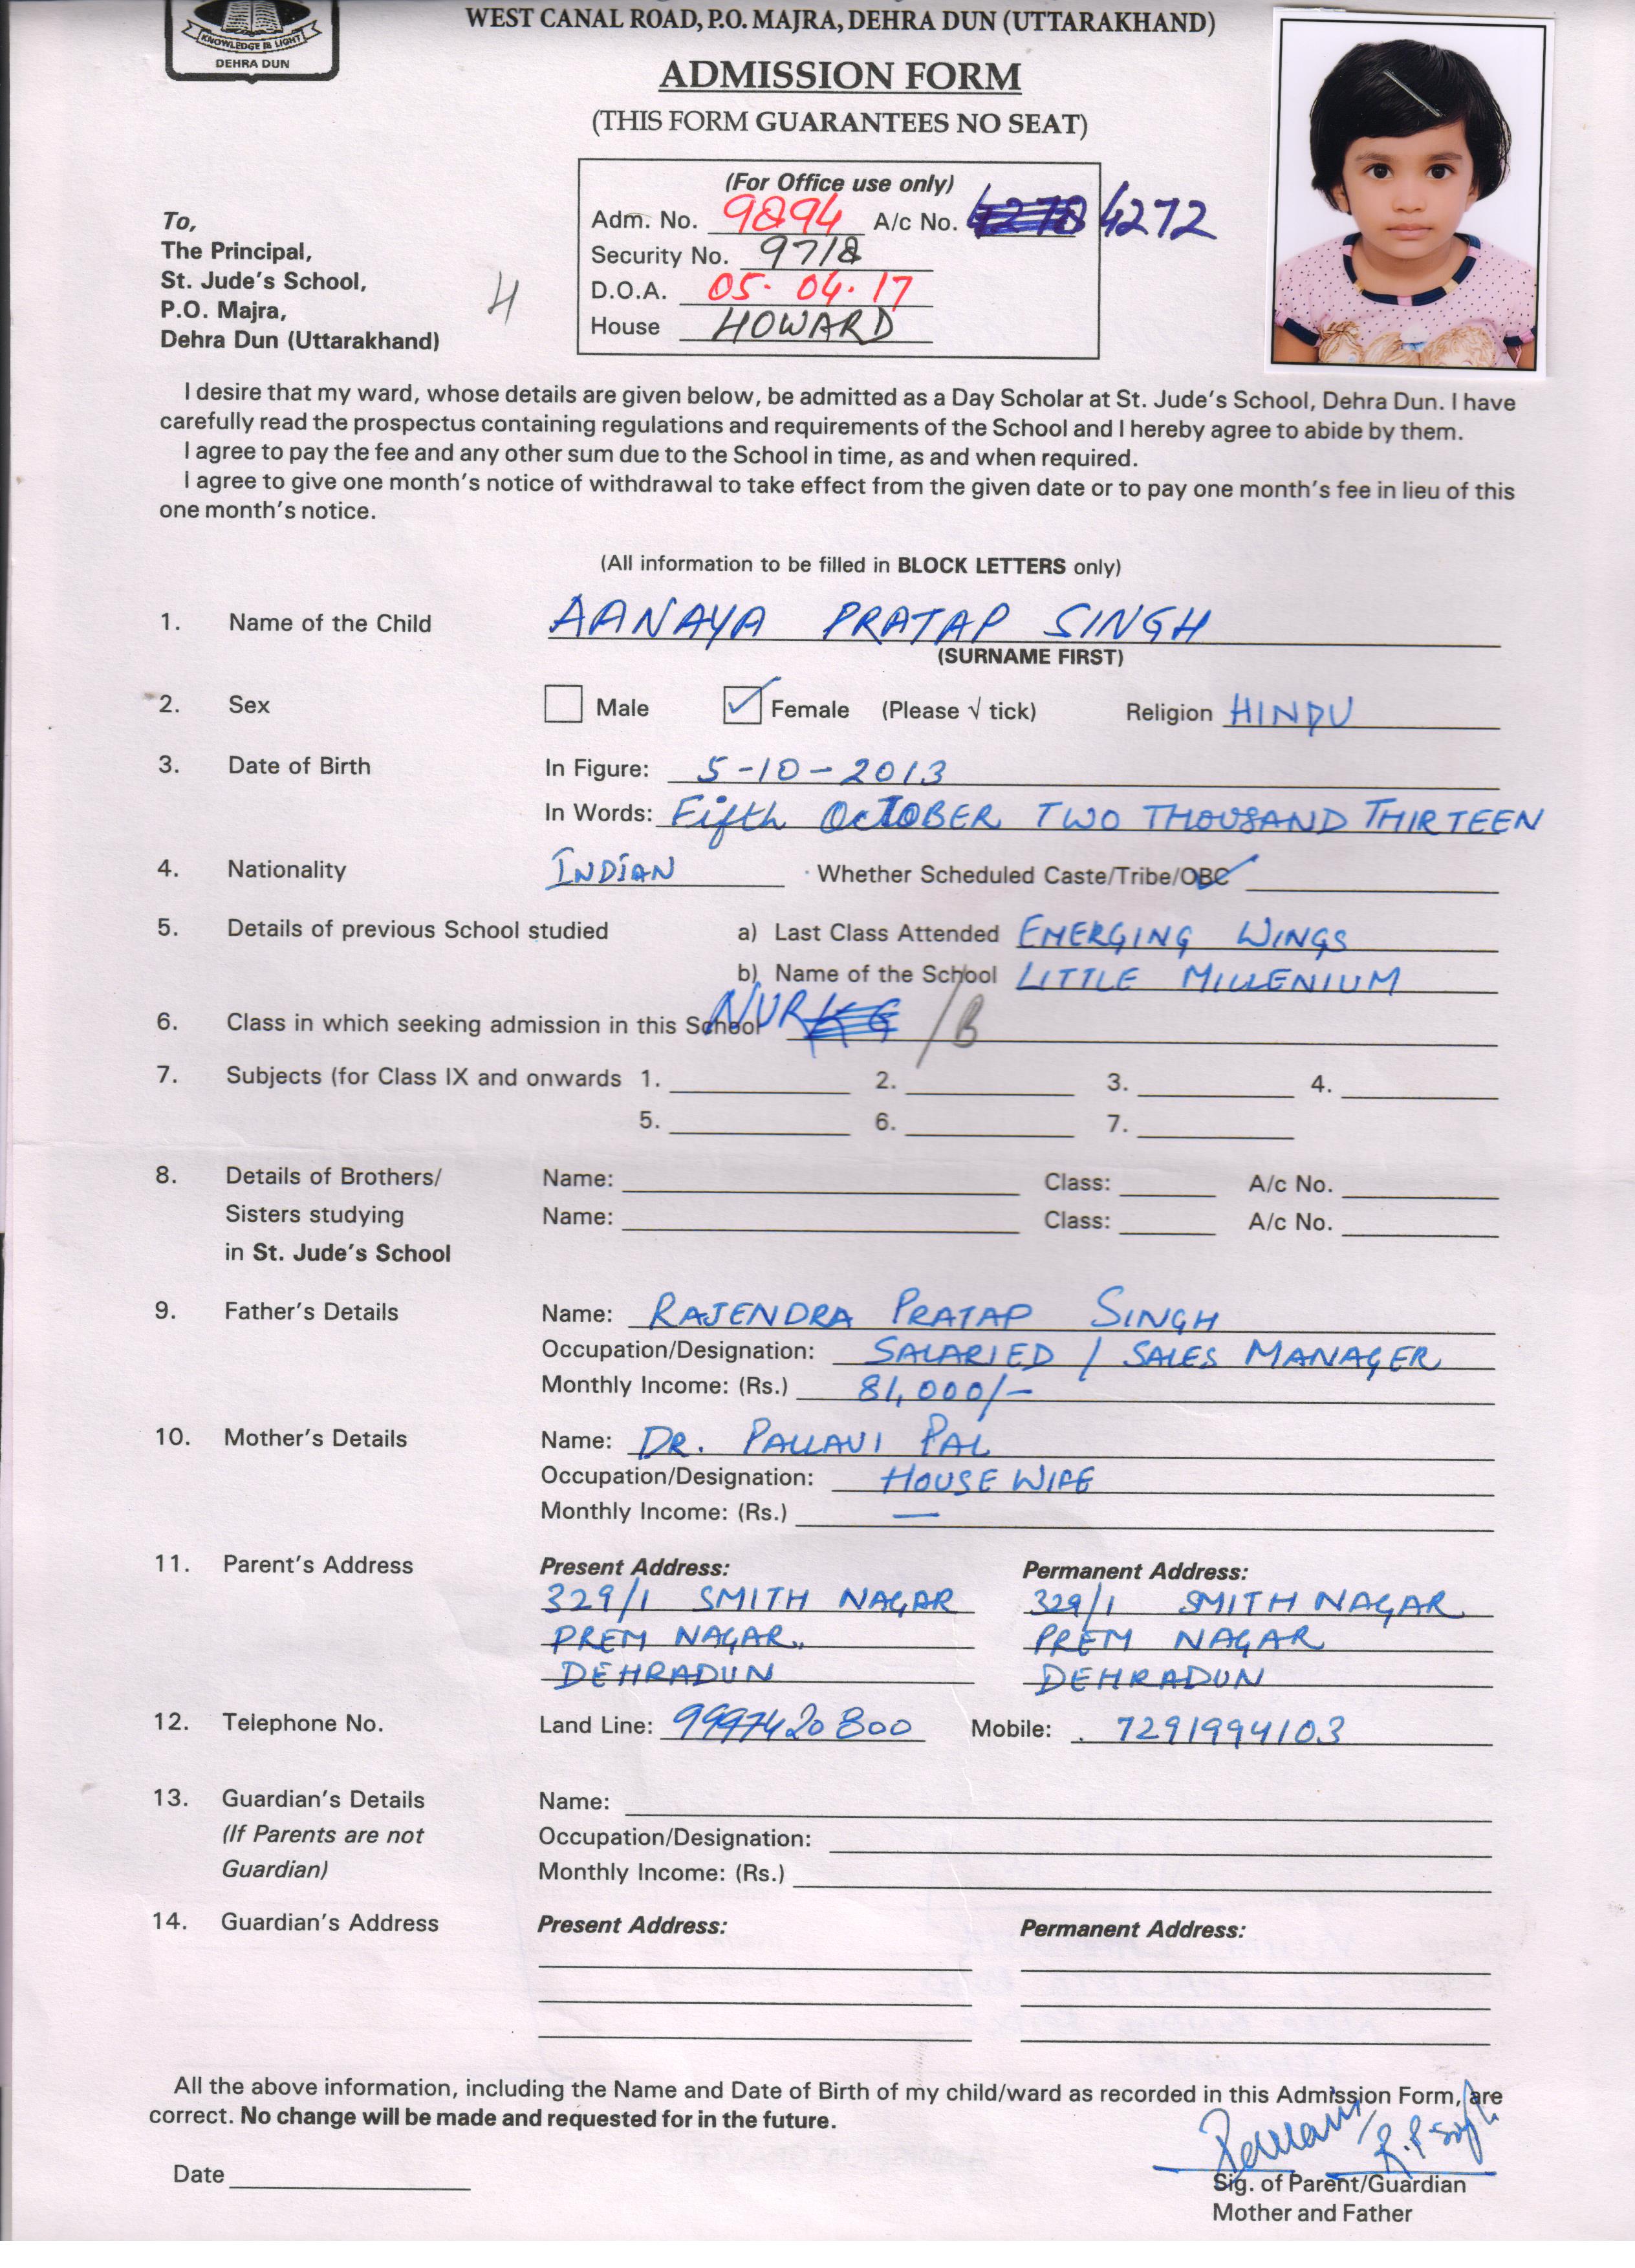 KNOWLEDGE IS LIGHT
DEHRA DUN
WEST CANAL ROAD, P.O. MAJRA, DEHRA DUN (UTTARAKHAND)
ADMISSION FORM
(THIS FORM GUARANTEES NO SEAT)
(For Office use only)
Adm. No. 9894 A/c No. 4278 4272
Security No. 9718
D.O.A. 05. 04. 17
House HOWARD
To,
The Principal,
St. Jude's School,
P.O. Majra,
Dehra Dun (Uttarakhand)
4
I desire that my ward, whose details are given below, be admitted as a Day Scholar at St. Jude's School, Dehra Dun. I have
carefully read the prospectus containing regulations and requirements of the School and I hereby agree to abide by them.
I agree to pay the fee and any other sum due to the School in time, as and when required.
I agree to give one month's notice of withdrawal to take effect from the given date or to pay one month's fee in lieu of this
one month's notice.
(All information to be filled in BLOCK LETTERS only)
1. Name of the Child AANAYA PRATAP SINGH
(SURNAME FIRST)
2. Sex Male ✓ Female (Please √ tick) Religion HINDU
3. Date of Birth In Figure: 5-10-2013
In Words: Fifth OCTOBER TWO THOUSAND THIRTEEN
4. Nationality INDIAN Whether Scheduled Caste/Tribe/OBC ✓
5. Details of previous School studied a) Last Class Attended EMERGING WINGS
b) Name of the School LITTLE MILLENIUM
6. Class in which seeking admission in this School NUR KG /B
7. Subjects (for Class IX and onwards 1. 2. 3. 4.
5. 6. 7.
8. Details of Brothers/ Name: Class: A/c No.
Sisters studying Name: Class: A/c No.
in St. Jude's School
9. Father's Details Name: RAJENDRA PRATAP SINGH
Occupation/Designation: SALARIED / SALES MANAGER
Monthly Income: (Rs.) 81,000/-
10. Mother's Details Name: DR. PALLAVI PAL
Occupation/Designation: HOUSE WIFE
Monthly Income: (Rs.) —
11. Parent's Address Present Address: Permanent Address:
329/1 SMITH NAGAR 329/1 SMITH NAGAR
PREM NAGAR. PREM NAGAR
DEHRADUN DEHRADUN
12. Telephone No. Land Line: 9997420800 Mobile: 7291994103
13. Guardian's Details Name:
(If Parents are not Occupation/Designation:
Guardian) Monthly Income: (Rs.)
14. Guardian's Address Present Address: Permanent Address:
All the above information, including the Name and Date of Birth of my child/ward as recorded in this Admission Form, are
correct. No change will be made and requested for in the future.
R.P Singh
Date
Sig. of Parent/Guardian
Mother and Father